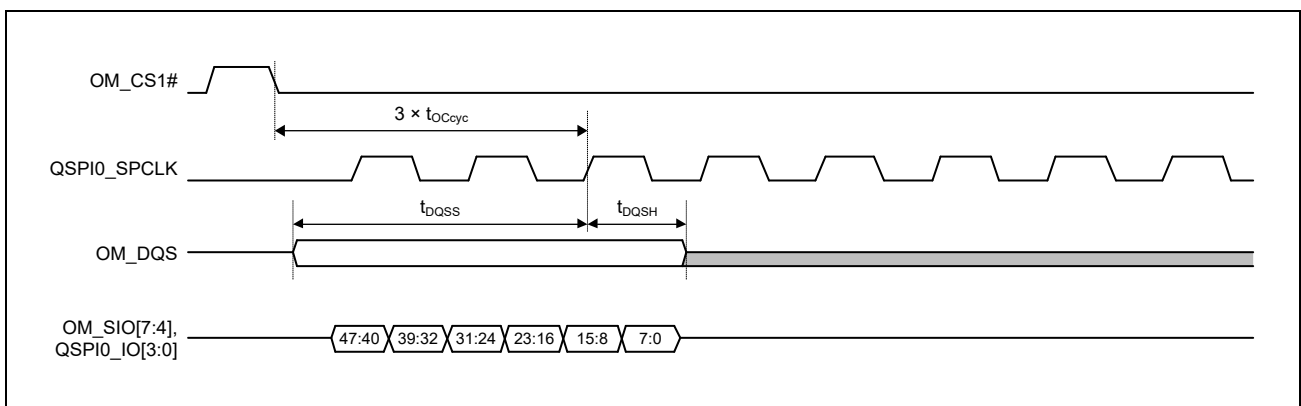 OM_CS1#
3 × tOCcyc
QSPI0_SPCLK
tDQSS tDQSH
OM_DQS
OM_SIO[7:4],
QSPI0_IO[3:0]
47:40 39:32 31:24 23:16 15:8 7:0